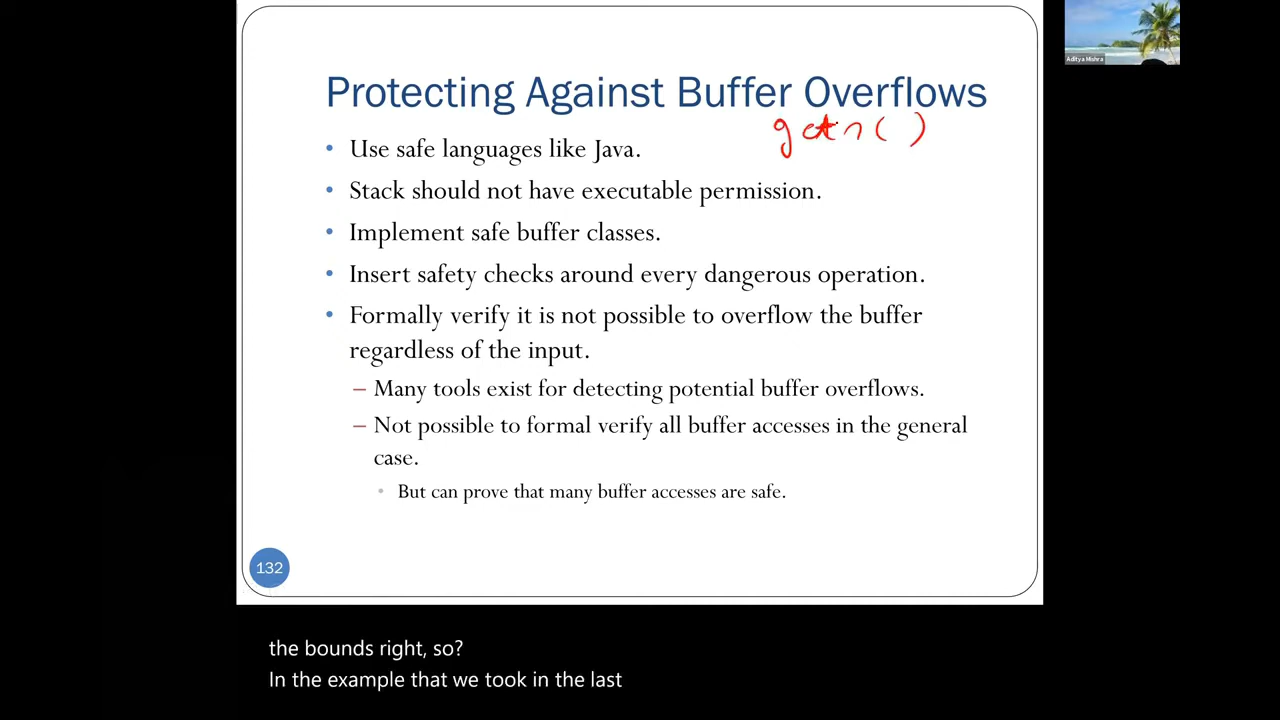 Protecting Against Buffer Overflows
• Use safe languages like Java.
• Stack should not have executable permission.
• Implement safe buffer classes.
• Insert safety checks around every dangerous operation.
• Formally verify it is not possible to overflow the buffer
regardless of the input.
– Many tools exist for detecting potential buffer overflows.
– Not possible to formal verify all buffer accesses in the general
case.
• But can prove that many buffer accesses are safe.
132
Aditya Mishra
the bounds right, so?
In the example that we took in the last